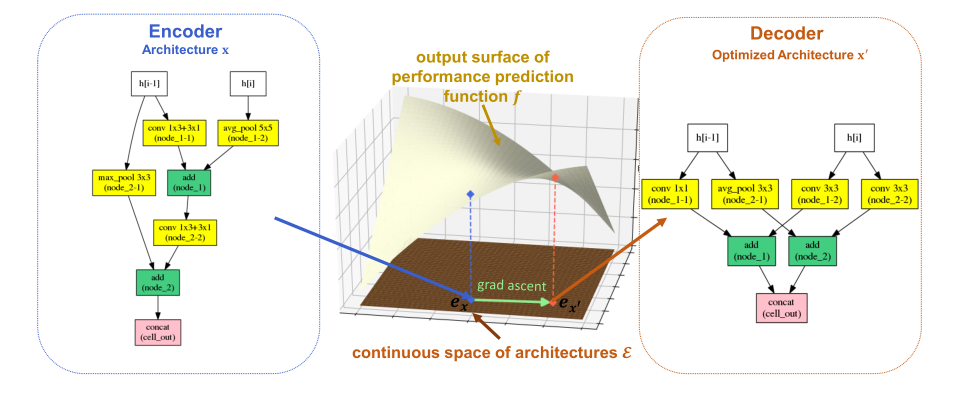 Encoder
Architecture x
h[i-1]
h[i]
conv 1x3+3x1
(node_1-1)
avg_pool 5x5
(node_1-2)
max_pool 3x3
(node_2-1)
add
(node_1)
conv 1x3+3x1
(node_2-2)
add
(node_2)
concat
(cell_out)
output surface of
performance prediction
function f
grad ascent
eₓ
eₓ′
continuous space of architectures ℰ
Decoder
Optimized Architecture x′
h[i-1]
h[i]
conv 1x1
(node_1-1)
avg_pool 3x3
(node_2-1)
conv 3x3
(node_1-2)
conv 3x3
(node_2-2)
add
(node_1)
add
(node_2)
concat
(cell_out)